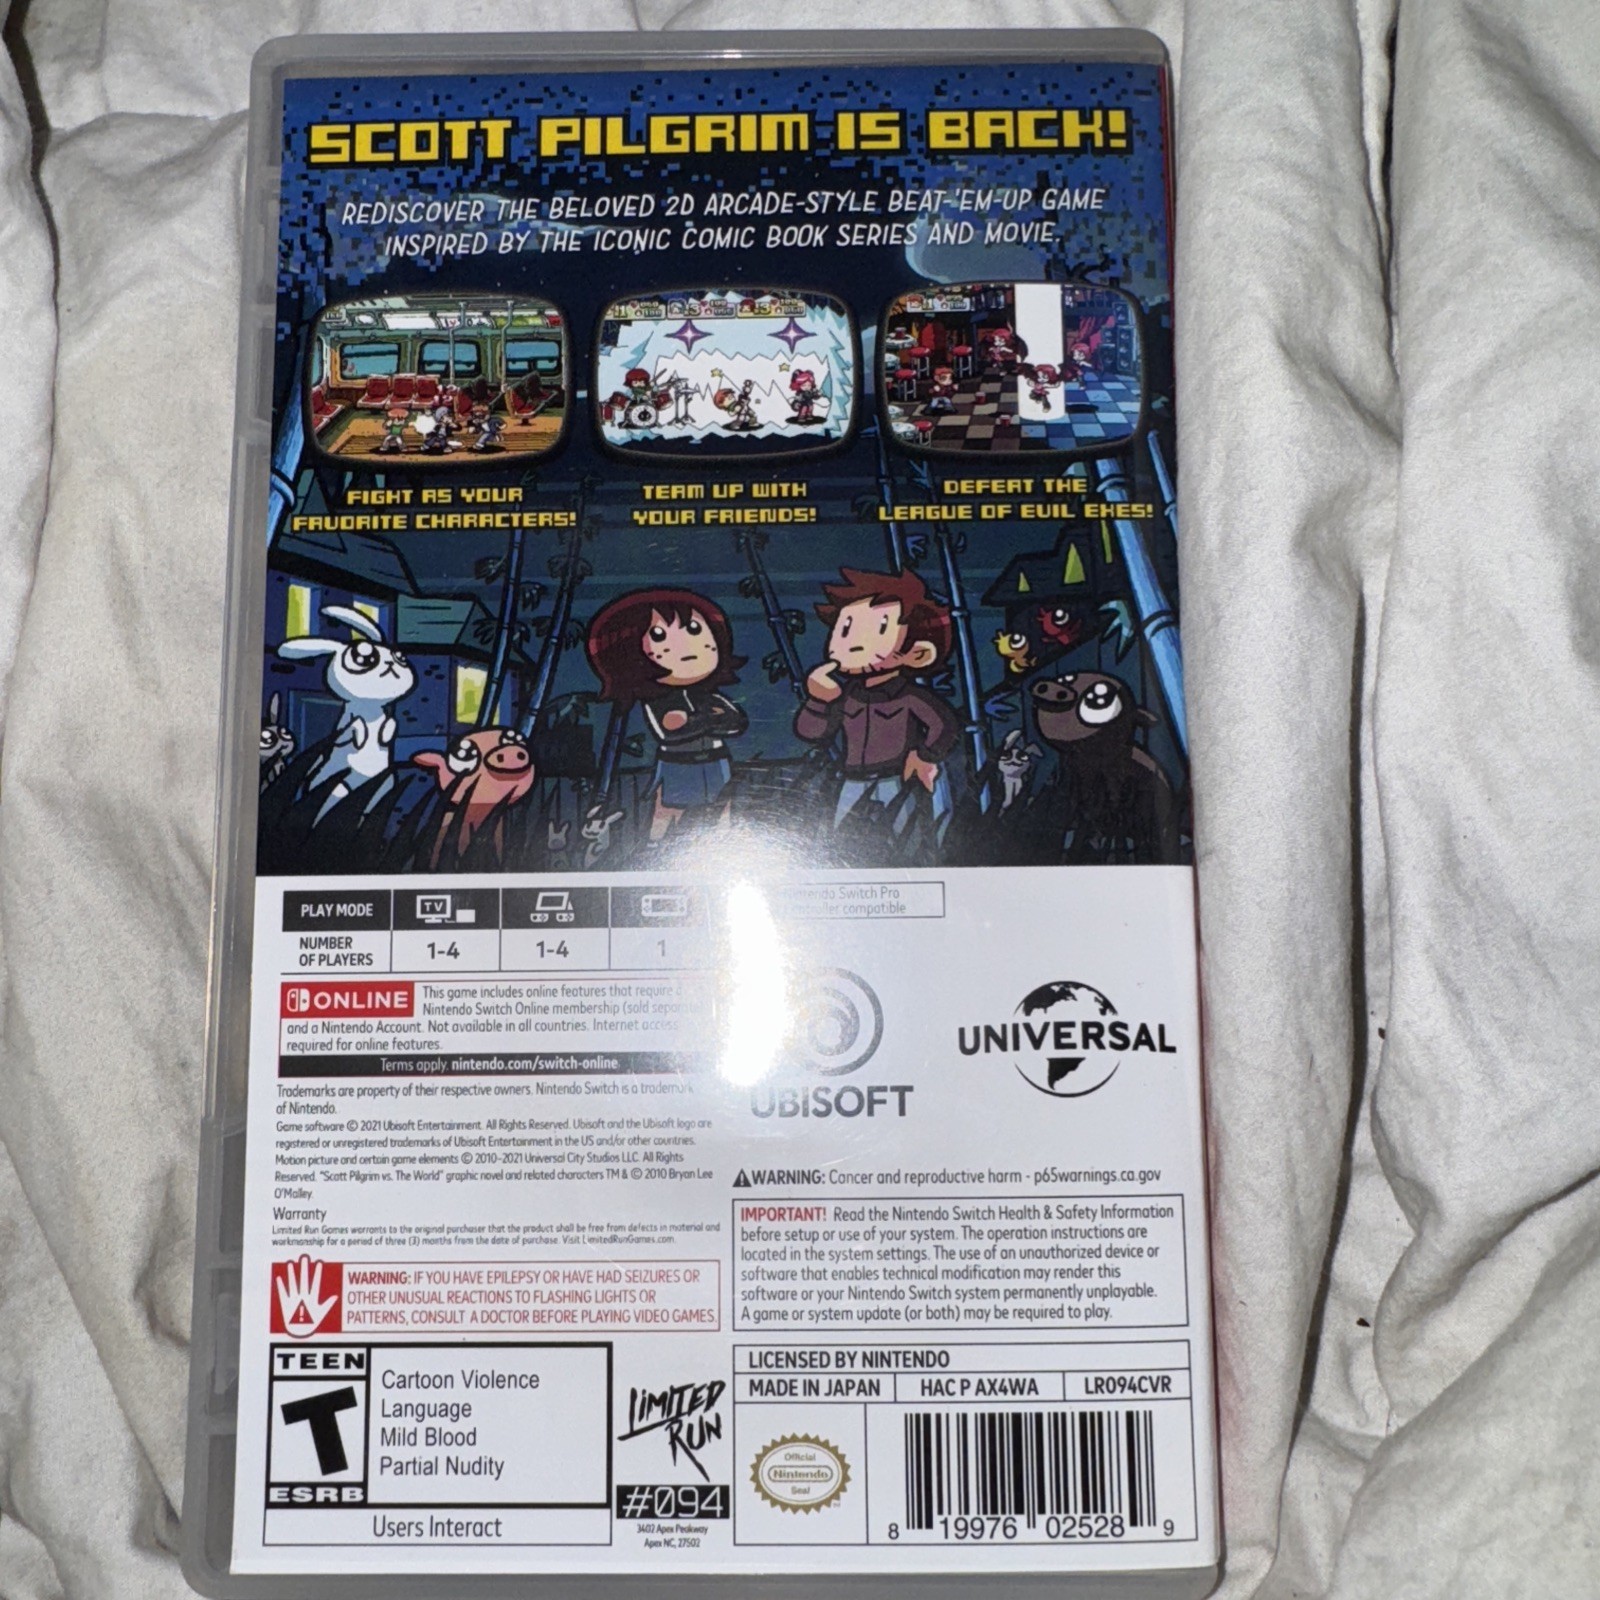 SCOTT PILGRIM IS BACK!
REDISCOVER THE BELOVED 2D ARCADE-STYLE BEAT-'EM-UP GAME
INSPIRED BY THE ICONIC COMIC BOOK SERIES AND MOVIE.
FIGHT AS YOUR
FAVORITE CHARACTERS!
TEAM UP WITH
YOUR FRIENDS!
DEFEAT THE
LEAGUE OF EVIL EXES!
PLAY MODE
TV
NUMBER
OF PLAYERS
1-4
1-4
1
Nintendo Switch Pro
Controller compatible
ONLINE
This game includes online features that require a
Nintendo Switch Online membership (sold separately)
and a Nintendo Account. Not available in all countries. Internet access
required for online features.
Terms apply. nintendo.com/switch-online
Trademarks are property of their respective owners. Nintendo Switch is a trademark
of Nintendo.
Game software © 2021 Ubisoft Entertainment. All Rights Reserved. Ubisoft and the Ubisoft logo are
registered or unregistered trademarks of Ubisoft Entertainment in the US and/or other countries.
Motion picture and certain game elements © 2010-2021 Universal City Studios LLC. All Rights
Reserved. "Scott Pilgrim vs. The World" graphic novel and related characters TM & © 2010 Bryan Lee
O'Malley.
Warranty
Limited Run Games warrants to the original purchaser that the product shall be free from defects in material and
workmanship for a period of three (3) months from the date of purchase. Visit LimitedRunGames.com.
WARNING: IF YOU HAVE EPILEPSY OR HAVE HAD SEIZURES OR
OTHER UNUSUAL REACTIONS TO FLASHING LIGHTS OR
PATTERNS, CONSULT A DOCTOR BEFORE PLAYING VIDEO GAMES.
UBISOFT
UNIVERSAL
WARNING: Cancer and reproductive harm - p65warnings.ca.gov
IMPORTANT! Read the Nintendo Switch Health & Safety Information
before setup or use of your system. The operation instructions are
located in the system settings. The use of an unauthorized device or
software that enables technical modification may render this
software or your Nintendo Switch system permanently unplayable.
A game or system update (or both) may be required to play.
TEEN
T
ESRB
Cartoon Violence
Language
Mild Blood
Partial Nudity
Users Interact
LIMITED
RUN
#094
3402 Apex Peakway
Apex NC, 27502
LICENSED BY NINTENDO
MADE IN JAPAN
HAC P AX4WA
LR094CVR
Official
Nintendo
Seal
8 19976 02528 9